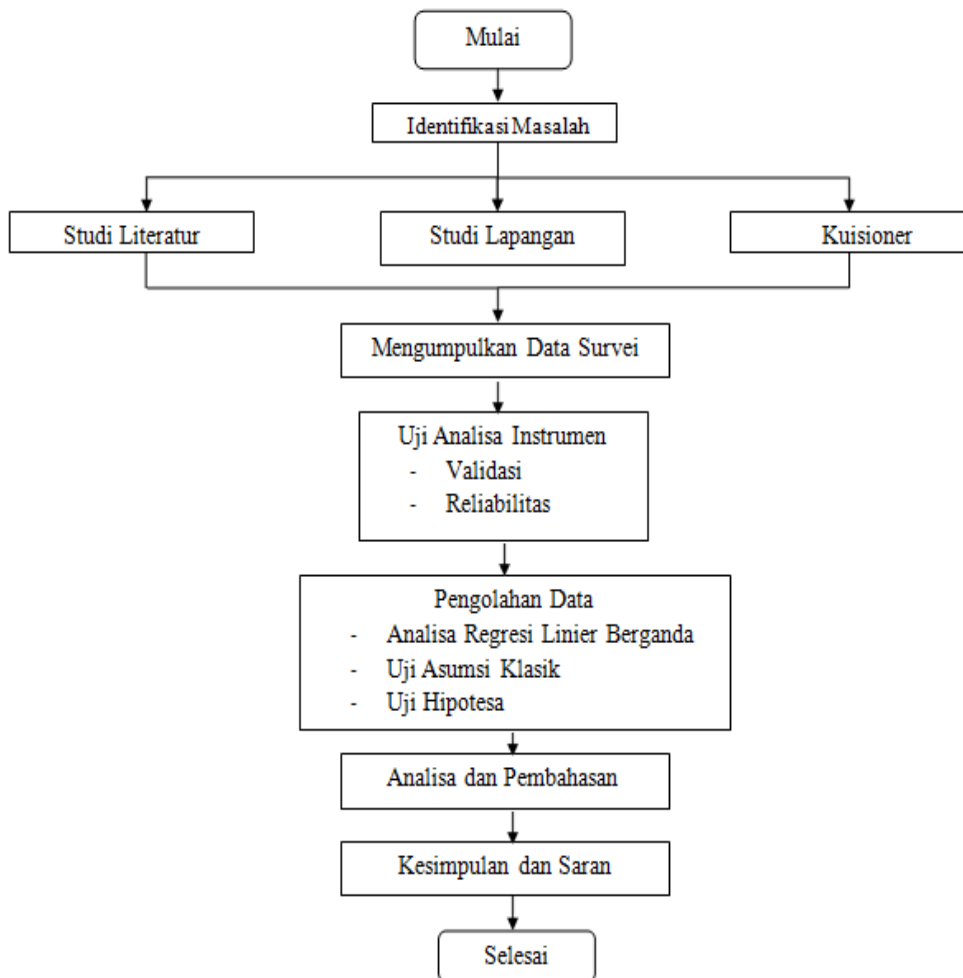 Mulai
Identifikasi Masalah
Studi Literatur
Studi Lapangan
Kuisioner
Mengumpulkan Data Survei
Uji Analisa Instrumen
- Validasi
- Reliabilitas
Pengolahan Data
- Analisa Regresi Linier Berganda
- Uji Asumsi Klasik
- Uji Hipotesa
Analisa dan Pembahasan
Kesimpulan dan Saran
Selesai